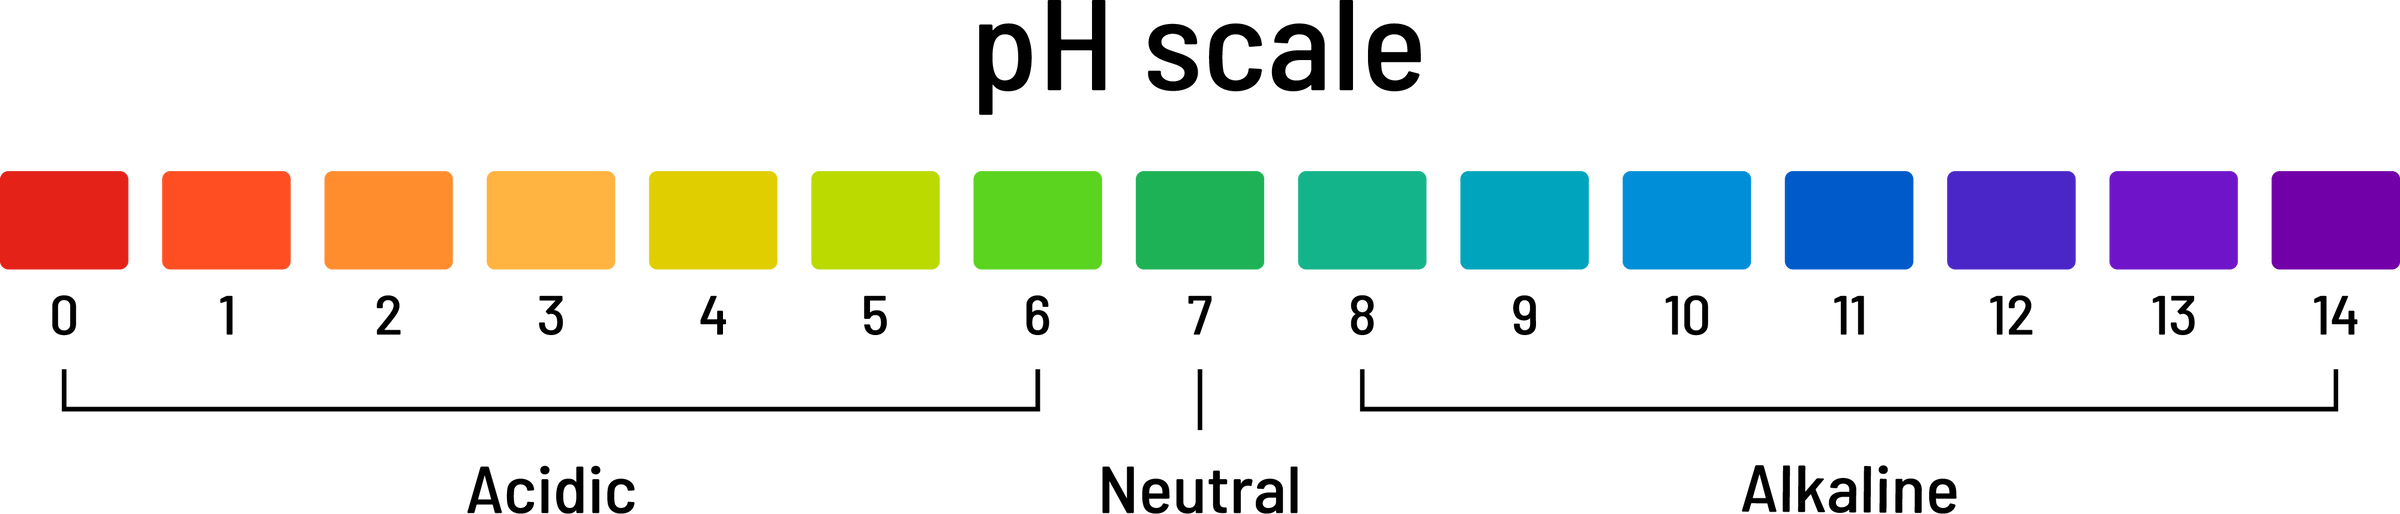 pH scale
0 1 2 3 4 5 6 7 8 9 10 11 12 13 14
Acidic Neutral Alkaline